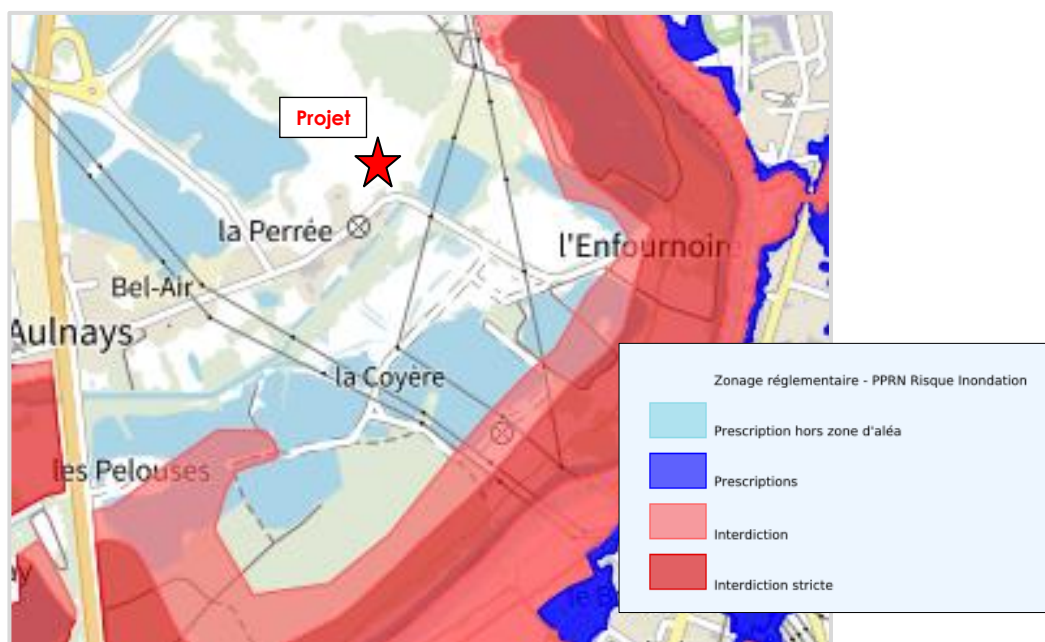 Projet
la Perrée
l'Enfournoire
Bel-Air
Aulnays
la Coyère
les Pelouses
Zonage réglementaire - PPRN Risque Inondation
Prescription hors zone d'aléa
Prescriptions
Interdiction
Interdiction stricte